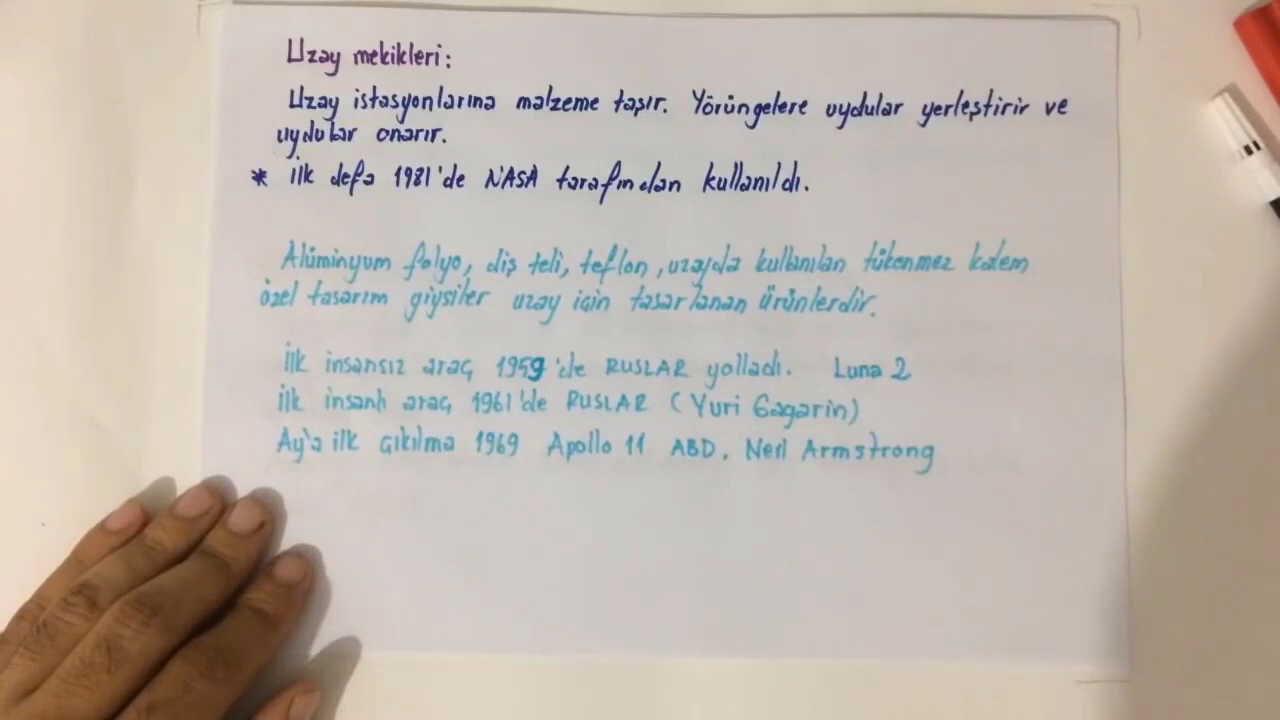 Uzay mekikleri:
Uzay istasyonlarına malzeme taşır. Yörüngelere uydular yerleştirir ve
uydular onarır.
* İlk defa 1981'de NASA tarafından kullanıldı.
Alüminyum folyo, diş teli, teflon, uzayda kullanılan tükenmez kalem
özel tasarım giysiler uzay için tasarlanan ürünlerdir.
İlk insansız araç 1959'de RUSLAR yolladı. Luna 2
İlk insanlı araç 1961'de RUSLAR (Yuri Gagarin)
Ay'a ilk çıkılma 1969 Apollo 11 ABD. Neil Armstrong